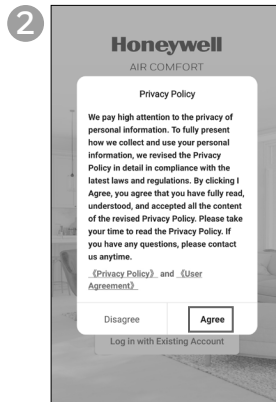 2
Honeywell
AIR COMFORT
Privacy Policy
We pay high attention to the privacy of
personal information. To fully present
how we collect and use your personal
information, we revised the Privacy
Policy in detail in compliance with the
latest laws and regulations. By clicking I
Agree, you agree that you have fully read,
understood, and accepted all the content
of the revised Privacy Policy. Please take
your time to read the Privacy Policy. If
you have any questions, please contact
us anytime.
《Privacy Policy》 and 《User
Agreement》
Disagree Agree
Log in with Existing Account